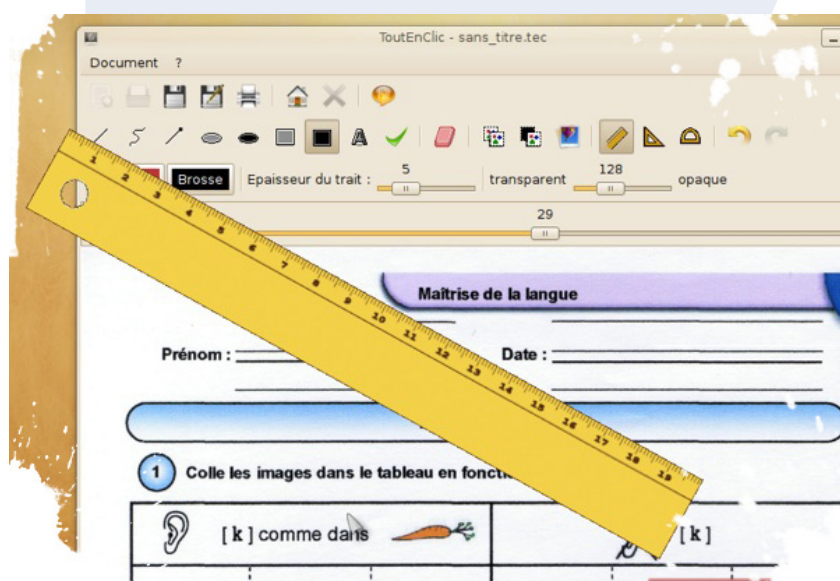 ToutEnClic - sans_titre.tec
Document ?
Brosse Epaisseur du trait : 5 transparent 128 opaque
29
1 2 3 4 5 6 7 8 9 10 11 12 13 14 15 16 17 18 19
Maîtrise de la langue
Prénom : Date :
1 Colle les images dans le tableau en foncti
[k] comme dans [k]